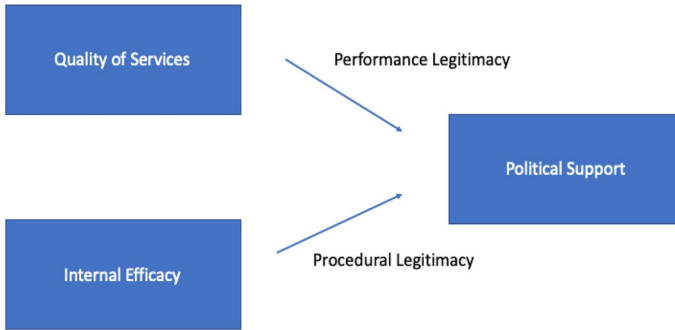 Quality of Services
Performance Legitimacy
Political Support
Internal Efficacy
Procedural Legitimacy